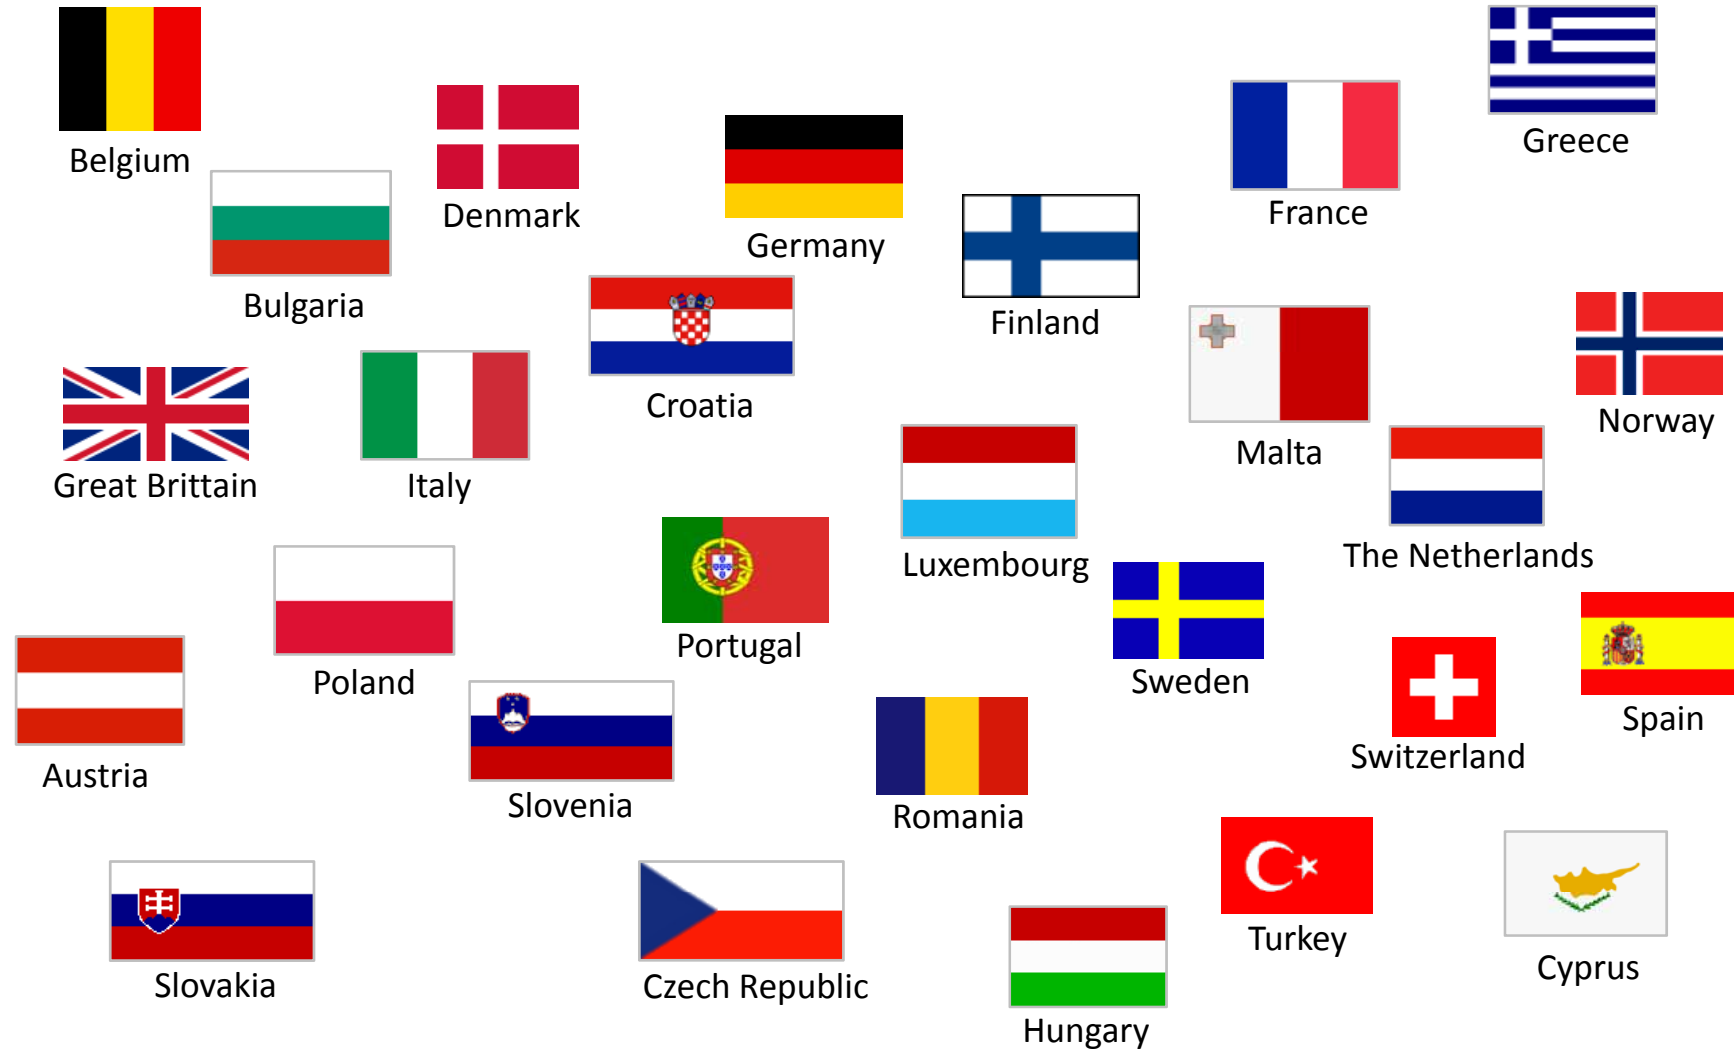 Belgium
Denmark
Germany
France
Greece
Bulgaria
Croatia
Finland
Malta
Norway
Great Brittain
Italy
Luxembourg
The Netherlands
Poland
Portugal
Sweden
Spain
Austria
Slovenia
Romania
Switzerland
Slovakia
Czech Republic
Hungary
Turkey
Cyprus